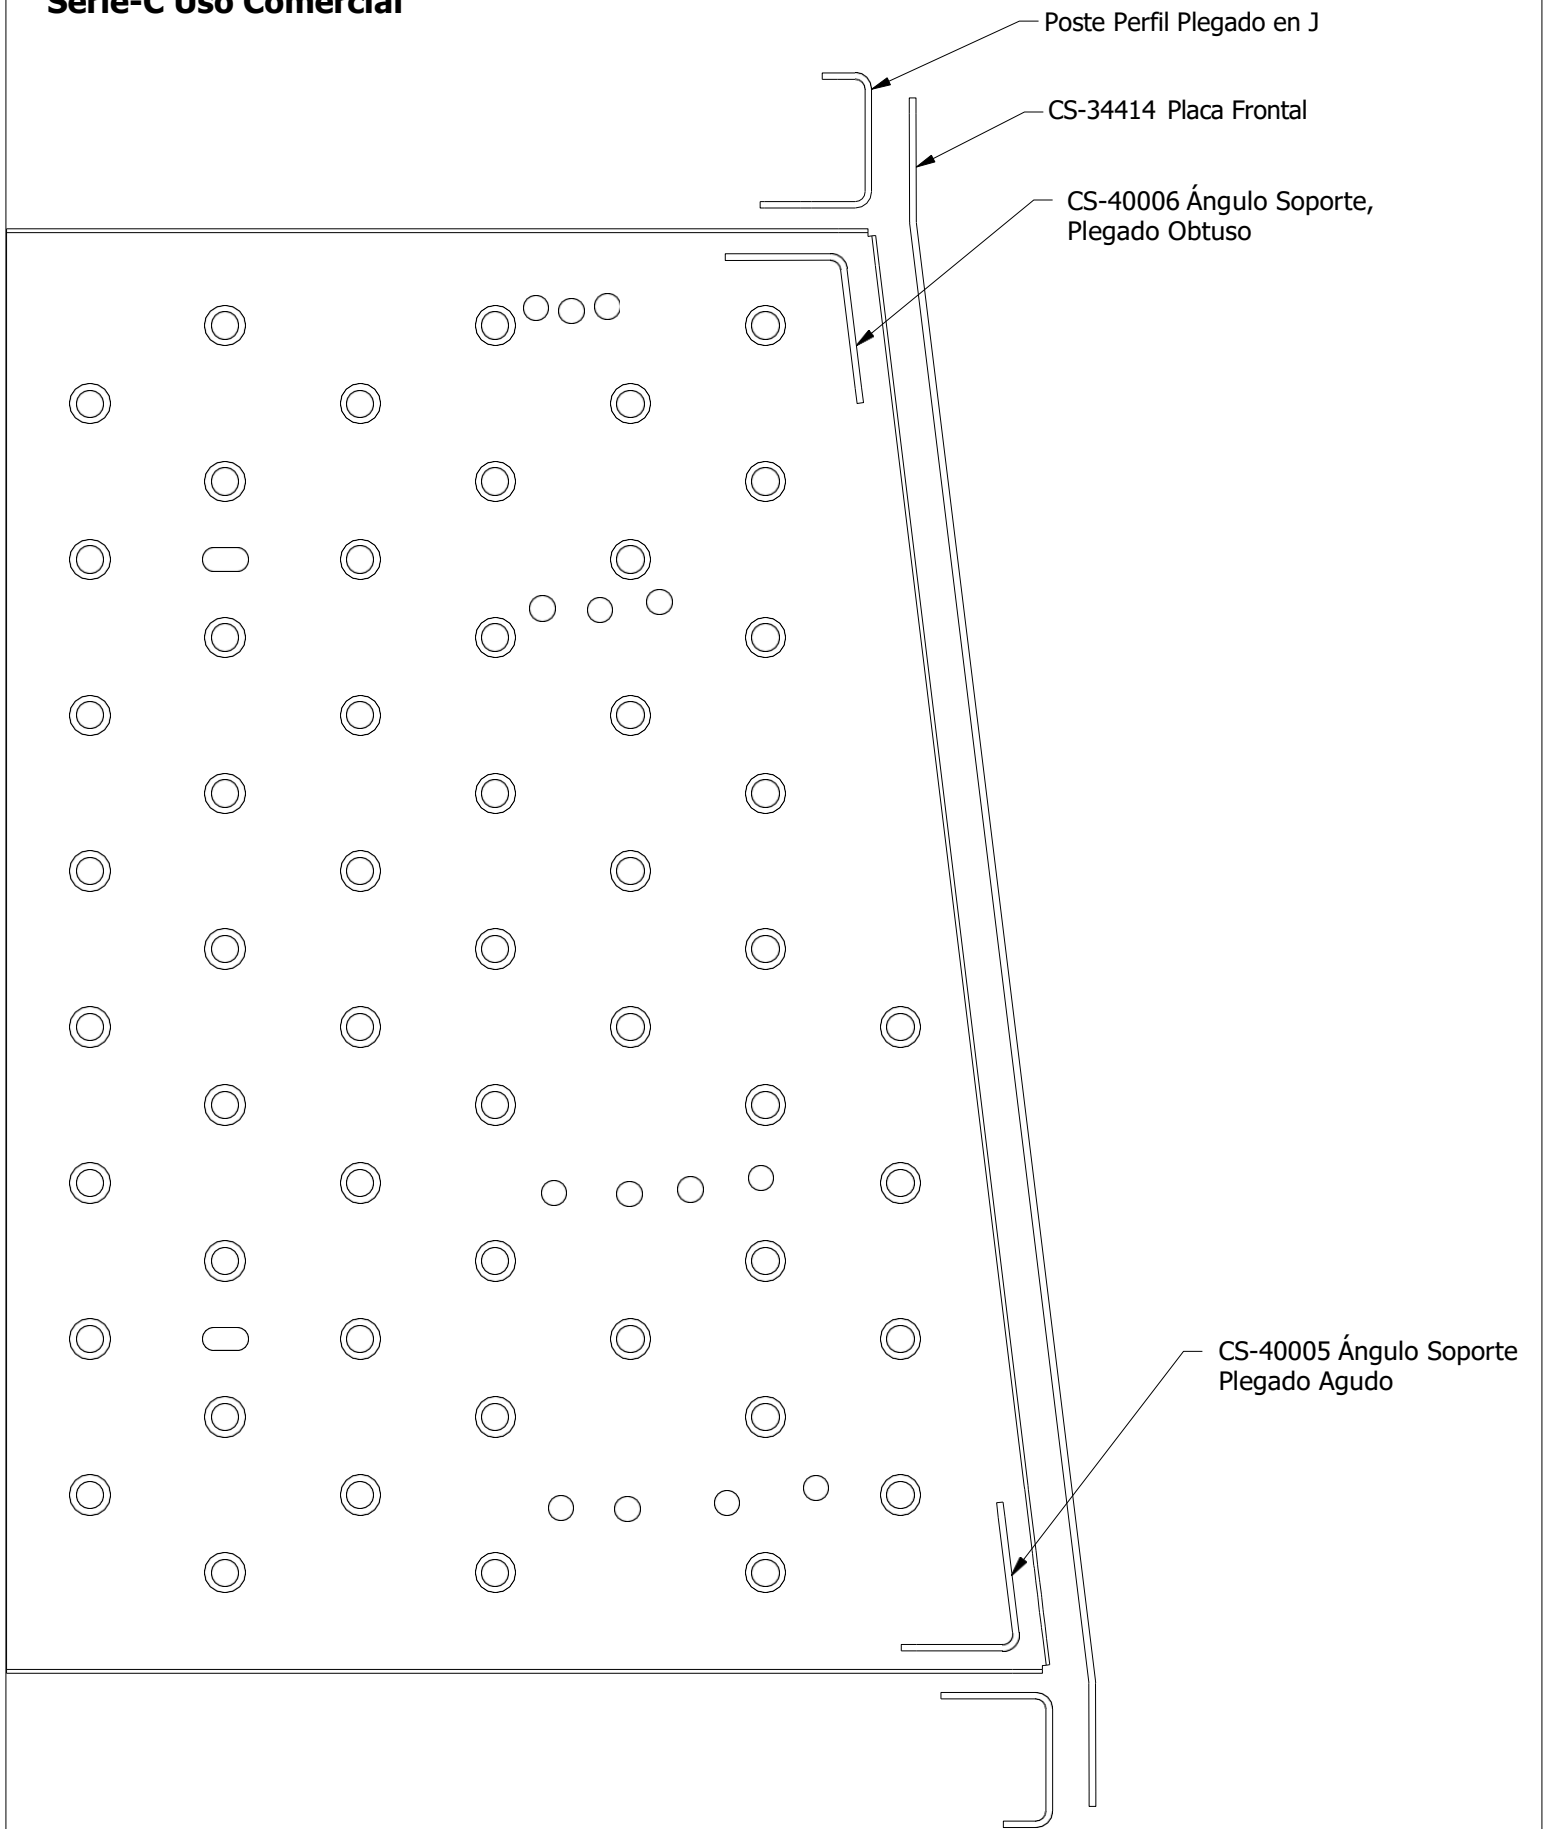 Serie-C Uso Comercial
Poste Perfil Plegado en J
CS-34414 Placa Frontal
CS-40006 Ángulo Soporte,
Plegado Obtuso
CS-40005 Ángulo Soporte
Plegado Agudo